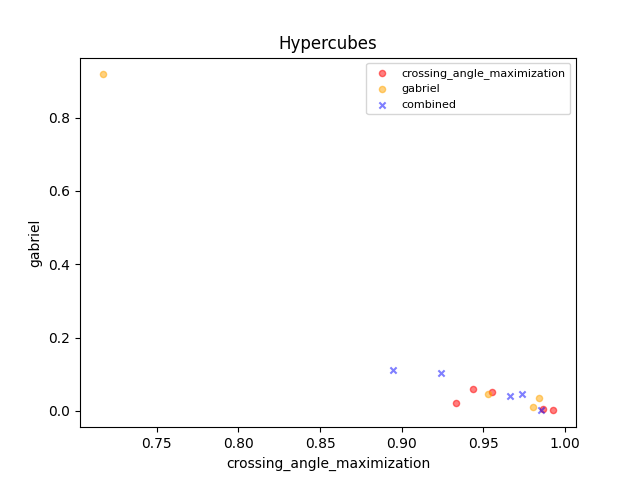 Hypercubes
crossing_angle_maximization
gabriel
combined
gabriel
0.8
0.6
0.4
0.2
0.0
0.75
0.80
0.85
0.90
0.95
1.00
crossing_angle_maximization